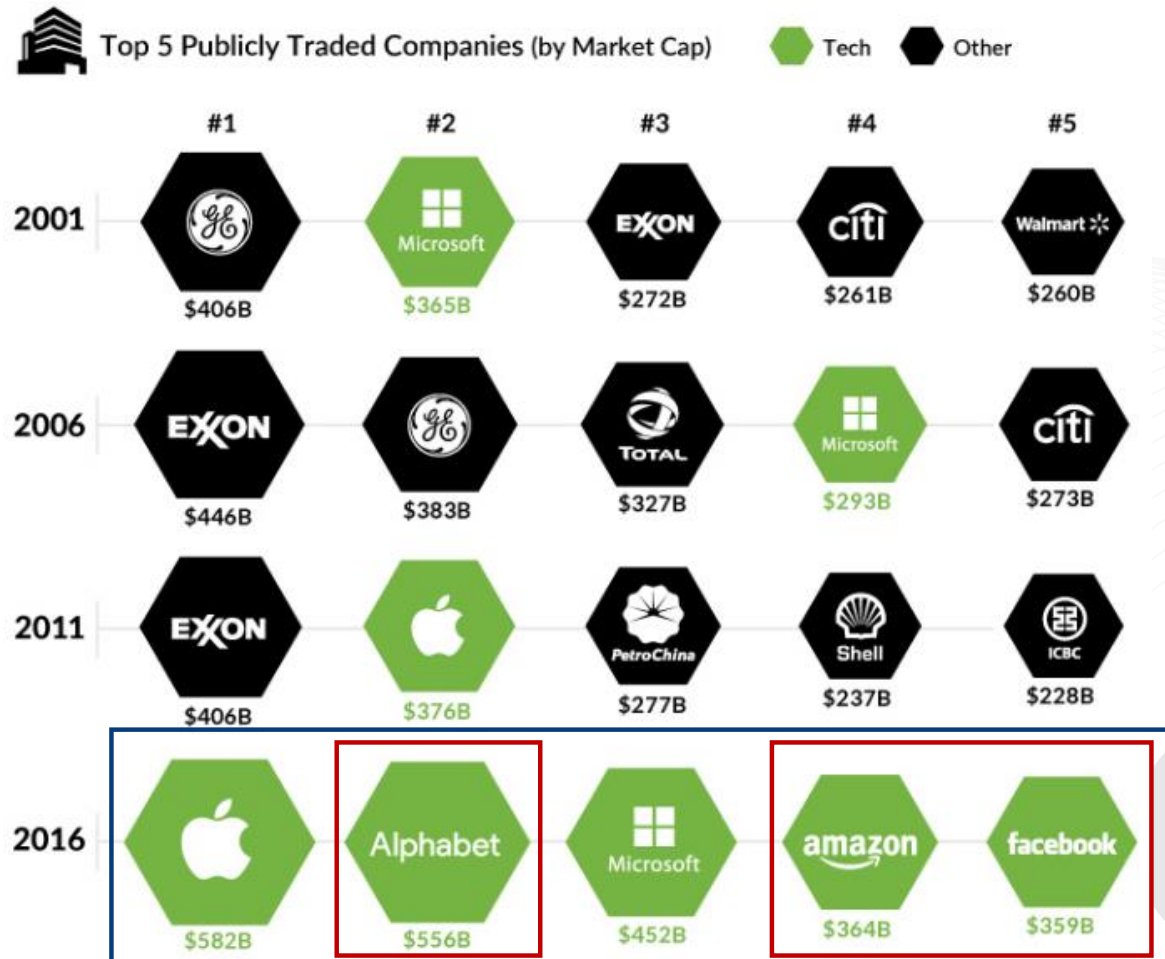 Top 5 Publicly Traded Companies (by Market Cap) Tech Other
#1 #2 #3 #4 #5
2001
GE
Microsoft
EXXON
citi
Walmart
$406B $365B $272B $261B $260B
2006
EXXON
GE
TOTAL
Microsoft
citi
$446B $383B $327B $293B $273B
2011
EXXON
PetroChina
Shell
ICBC
$406B $376B $277B $237B $228B
2016
Alphabet
Microsoft
amazon
facebook
$582B $556B $452B $364B $359B